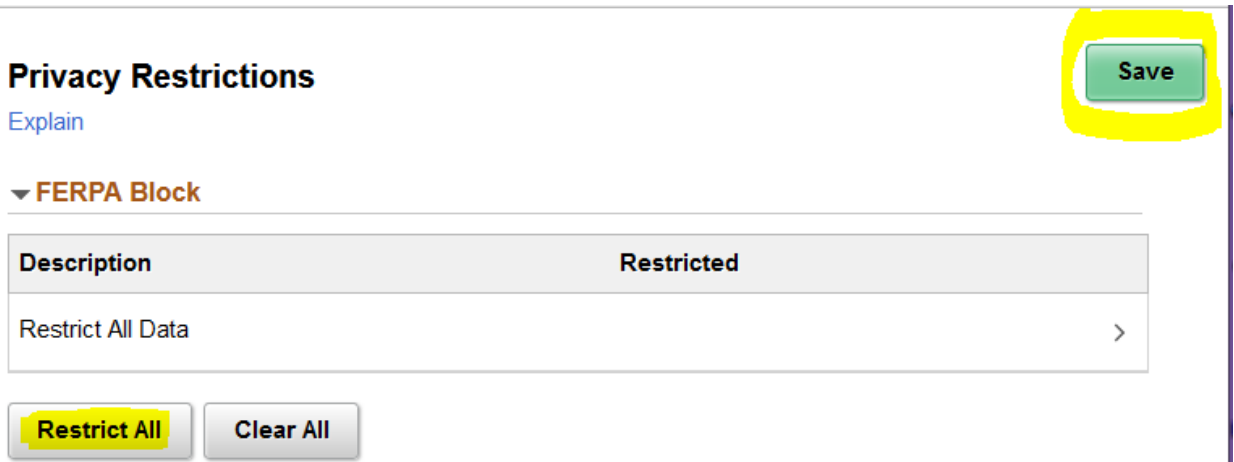 Privacy Restrictions
Save
Explain
FERPA Block
Description Restricted
Restrict All Data
Restrict All Clear All